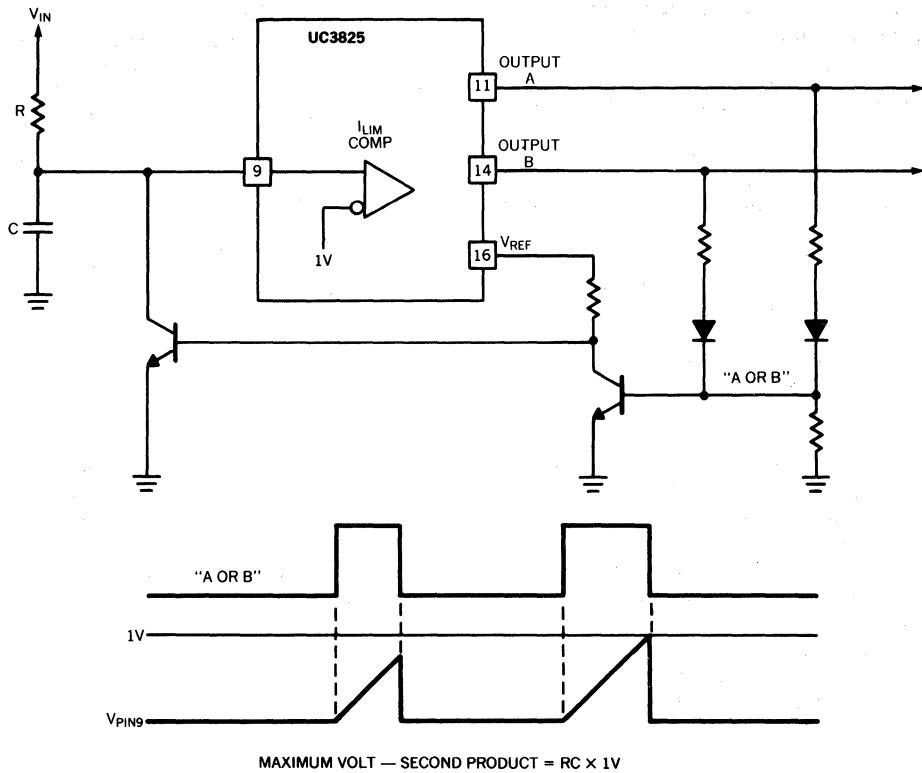 VIN
UC3825
OUTPUT
A
11
R
ILIM
COMP
OUTPUT
B
9
14
C
1V
16
VREF
"A OR B"
"A OR B"
1V
VPIN9
MAXIMUM VOLT — SECOND PRODUCT = RC × 1V